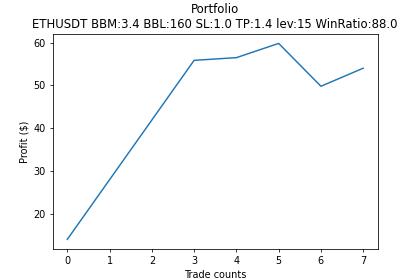 Portfolio
ETHUSDT BBM:3.4 BBL:160 SL:1.0 TP:1.4 lev:15 WinRatio:88.0
60
50
40
30
20
Profit ($)
0 1 2 3 4 5 6 7
Trade counts